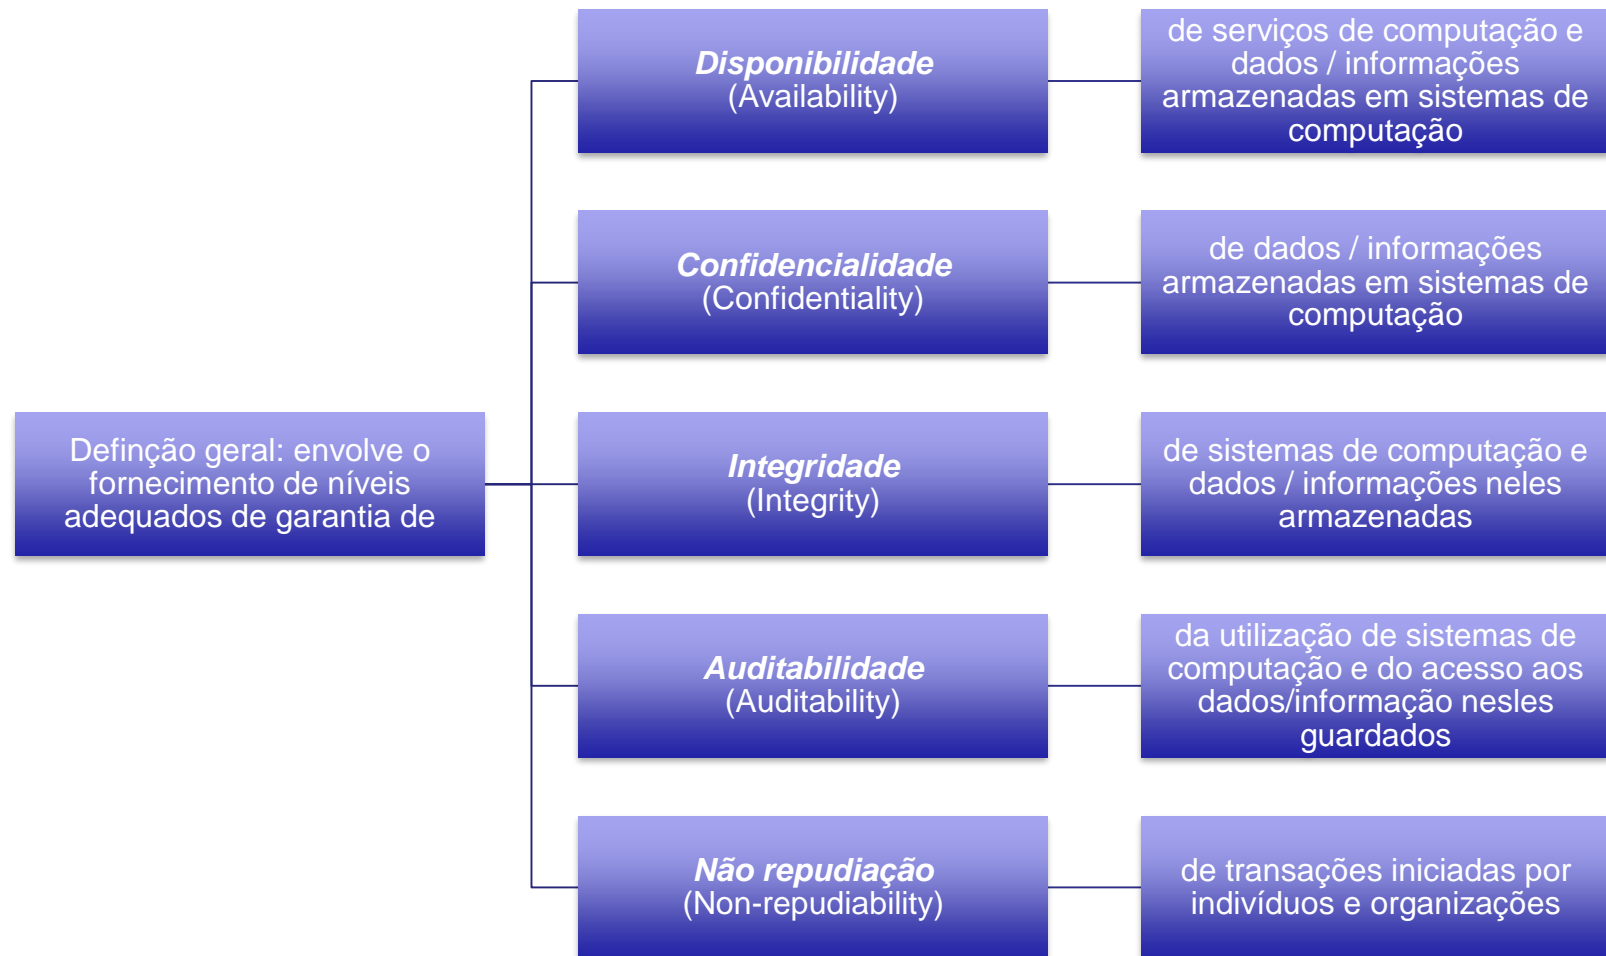 Definção geral: envolve o
fornecimento de níveis
adequados de garantia de
Disponibilidade
(Availability)
de serviços de computação e
dados / informações
armazenadas em sistemas de
computação
Confidencialidade
(Confidentiality)
de dados / informações
armazenadas em sistemas de
computação
Integridade
(Integrity)
de sistemas de computação e
dados / informações neles
armazenadas
Auditabilidade
(Auditability)
da utilização de sistemas de
computação e do acesso aos
dados/informação nesles
guardados
Não repudiação
(Non-repudiability)
de transações iniciadas por
indivíduos e organizações